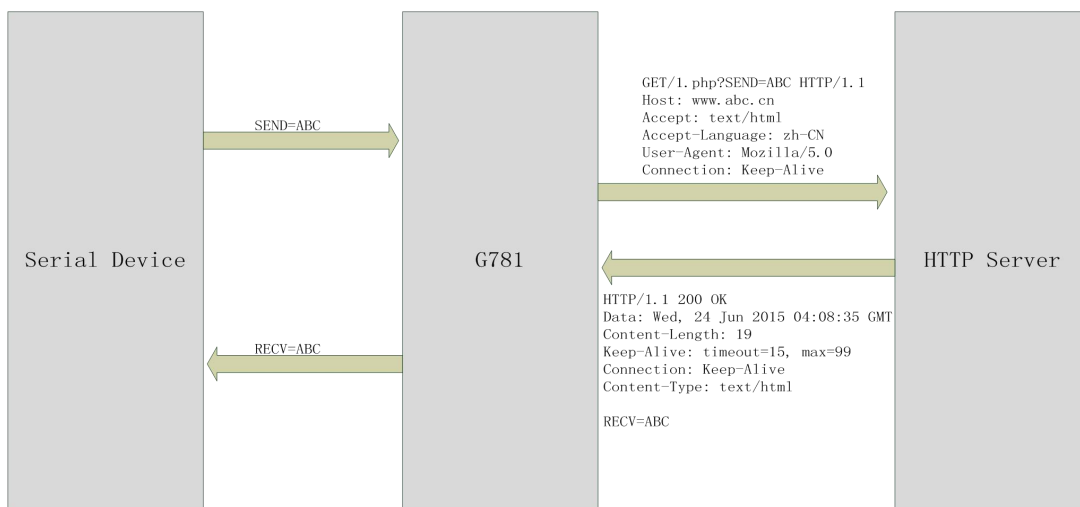 Serial Device
SEND=ABC
RECV=ABC
G781
GET/1.php?SEND=ABC HTTP/1.1
Host: www.abc.cn
Accept: text/html
Accept-Language: zh-CN
User-Agent: Mozilla/5.0
Connection: Keep-Alive
HTTP/1.1 200 OK
Data: Wed, 24 Jun 2015 04:08:35 GMT
Content-Length: 19
Keep-Alive: timeout=15, max=99
Connection: Keep-Alive
Content-Type: text/html
RECV=ABC
HTTP Server